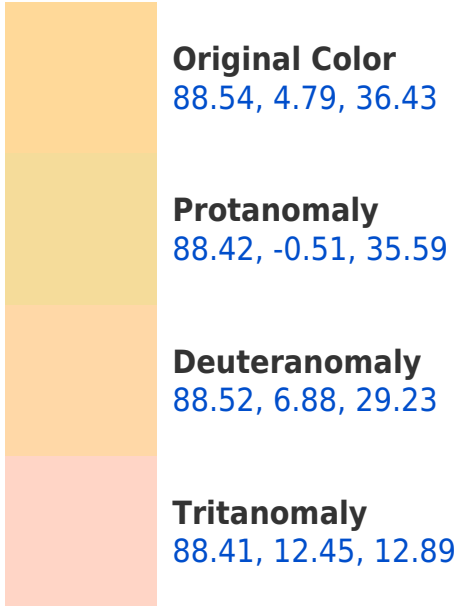 Original Color
88.54, 4.79, 36.43
Protanomaly
88.42, -0.51, 35.59
Deuteranomaly
88.52, 6.88, 29.23
Tritanomaly
88.41, 12.45, 12.89